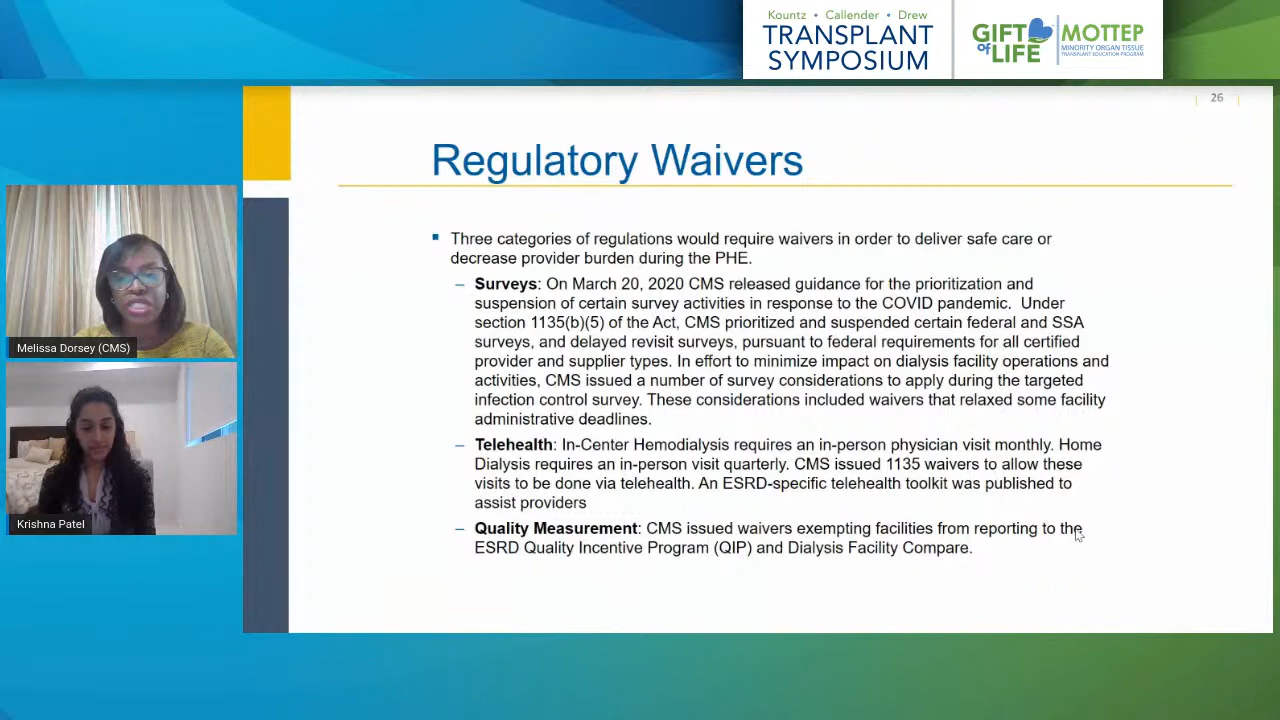 Kountz • Callender • Drew
TRANSPLANT
SYMPOSIUM
GIFT
of
LIFE
MOTTEP
MINORITY ORGAN TISSUE
TRANSPLANT EDUCATION PROGRAM
26
Regulatory Waivers
▪ Three categories of regulations would require waivers in order to deliver safe care or
decrease provider burden during the PHE.
– Surveys: On March 20, 2020 CMS released guidance for the prioritization and
suspension of certain survey activities in response to the COVID pandemic. Under
section 1135(b)(5) of the Act, CMS prioritized and suspended certain federal and SSA
surveys, and delayed revisit surveys, pursuant to federal requirements for all certified
provider and supplier types. In effort to minimize impact on dialysis facility operations and
activities, CMS issued a number of survey considerations to apply during the targeted
infection control survey. These considerations included waivers that relaxed some facility
administrative deadlines.
– Telehealth: In-Center Hemodialysis requires an in-person physician visit monthly. Home
Dialysis requires an in-person visit quarterly. CMS issued 1135 waivers to allow these
visits to be done via telehealth. An ESRD-specific telehealth toolkit was published to
assist providers
– Quality Measurement: CMS issued waivers exempting facilities from reporting to the
ESRD Quality Incentive Program (QIP) and Dialysis Facility Compare.
Melissa Dorsey (CMS)
Krishna Patel